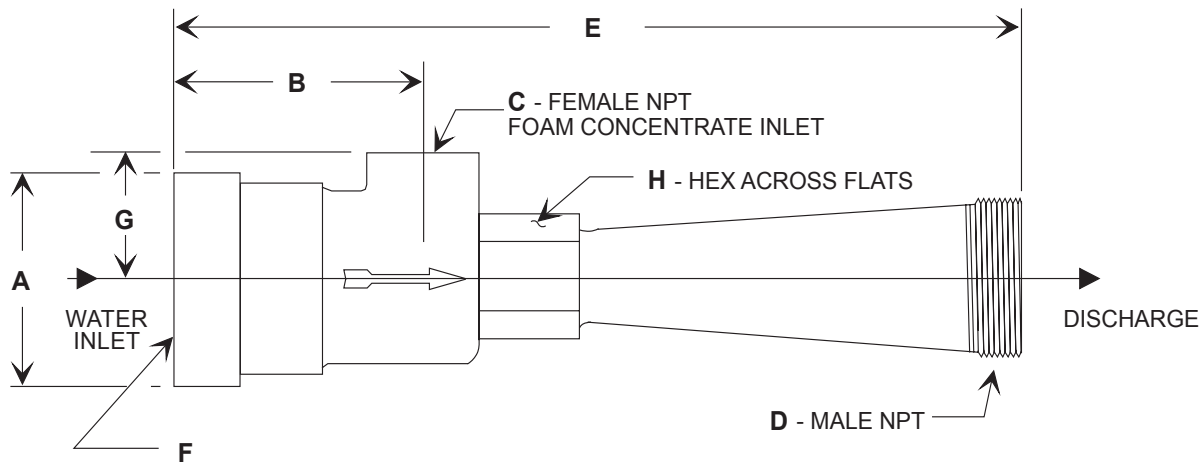 E
B
C - FEMALE NPT
FOAM CONCENTRATE INLET
H - HEX ACROSS FLATS
G
A
WATER
INLET
DISCHARGE
D - MALE NPT
F